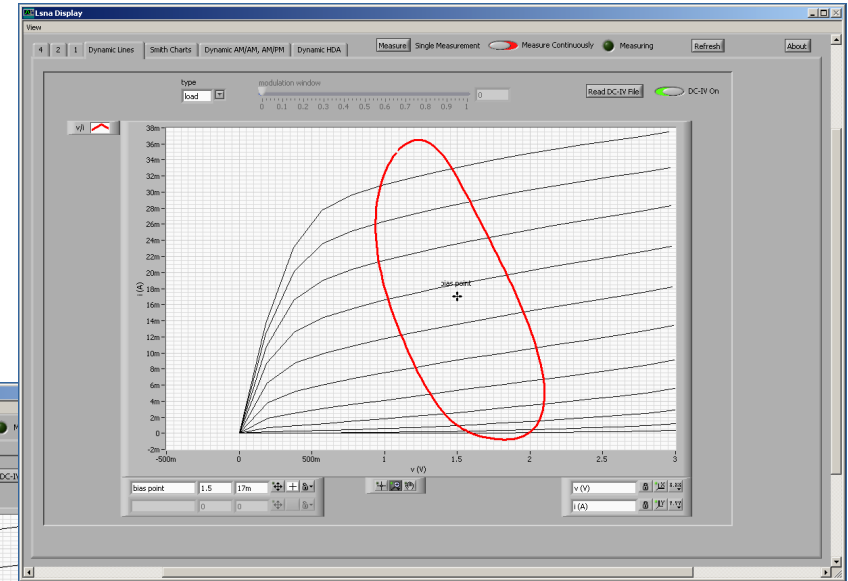 Lsna Display
View
4 2 1 Dynamic Lines Smith Charts Dynamic AM/AM, AM/PM Dynamic HDA Measure Single Measurement Measure Continuously Measuring Refresh About
type modulation window
load 0 Read DC-IV File DC-IV On
0 0.1 0.2 0.3 0.4 0.5 0.6 0.7 0.8 0.9 1
v/i
38m
36m
34m
32m
30m
28m
26m
24m
22m
20m
18m
16m
14m
12m
10m
8m
6m
4m
2m
0
-2m
i (A)
bias point
-500m 0 500m 1 1.5 2 2.5 3
v (V)
bias point 1.5 17m v (V)
0 0 i (A)
M
DC-IV